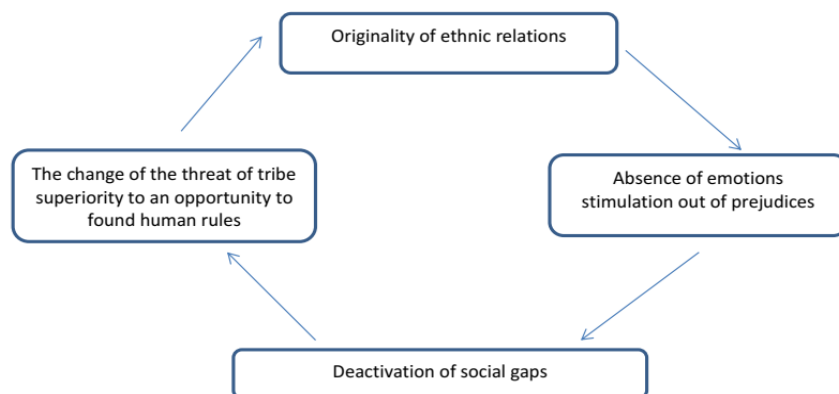 Originality of ethnic relations
The change of the threat of tribe
superiority to an opportunity to
found human rules
Absence of emotions
stimulation out of prejudices
Deactivation of social gaps